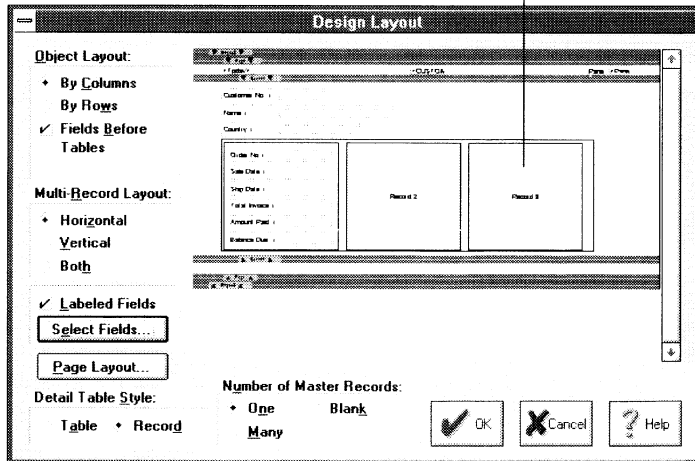 Design Layout
Object Layout:
By Columns
By Rows
Fields Before
Tables
Multi-Record Layout:
Horizontal
Vertical
Both
Labeled Fields
Select Fields...
Page Layout...
Detail Table Style:
Table
Record
Customer No :
Name :
Country :
Order No :
Sale Date :
Ship Date :
Total Invoice :
Amount Paid :
Balance Due :
Record 2
Record 3
Number of Master Records:
One
Blank
Many
OK
Cancel
Help